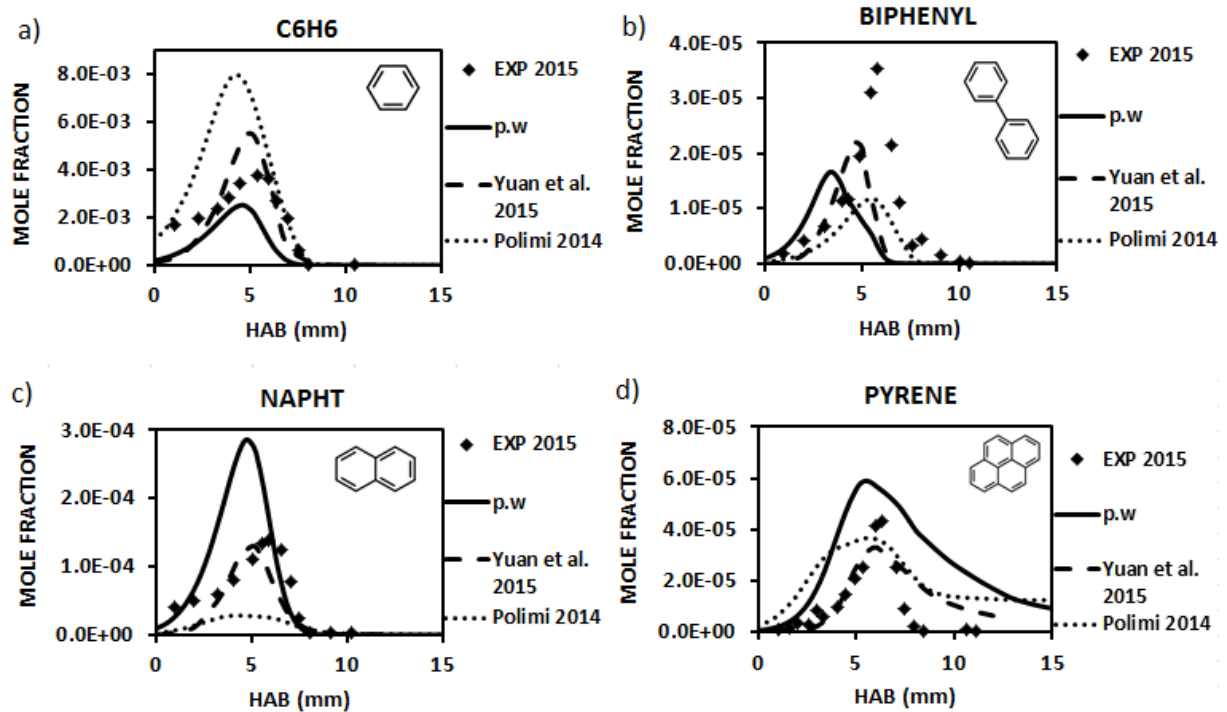 a)
C6H6
MOLE FRACTION
8.0E-03
6.0E-03
4.0E-03
2.0E-03
0.0E+00
0 5 10 15
HAB (mm)
EXP 2015
p.w
Yuan et al.
2015
Polimi 2014
b)
BIPHENYL
MOLE FRACTION
4.0E-05
3.0E-05
2.0E-05
1.0E-05
0.0E+00
0 5 10 15
HAB (mm)
EXP 2015
p.w
Yuan et al.
2015
Polimi 2014
c)
NAPHT
MOLE FRACTION
3.0E-04
2.0E-04
1.0E-04
0.0E+00
0 5 10 15
HAB (mm)
EXP 2015
p.w
Yuan et al.
2015
Polimi 2014
d)
PYRENE
MOLE FRACTION
8.0E-05
6.0E-05
4.0E-05
2.0E-05
0.0E+00
0 5 10 15
HAB (mm)
EXP 2015
p.w
Yuan et al.
2015
Polimi 2014